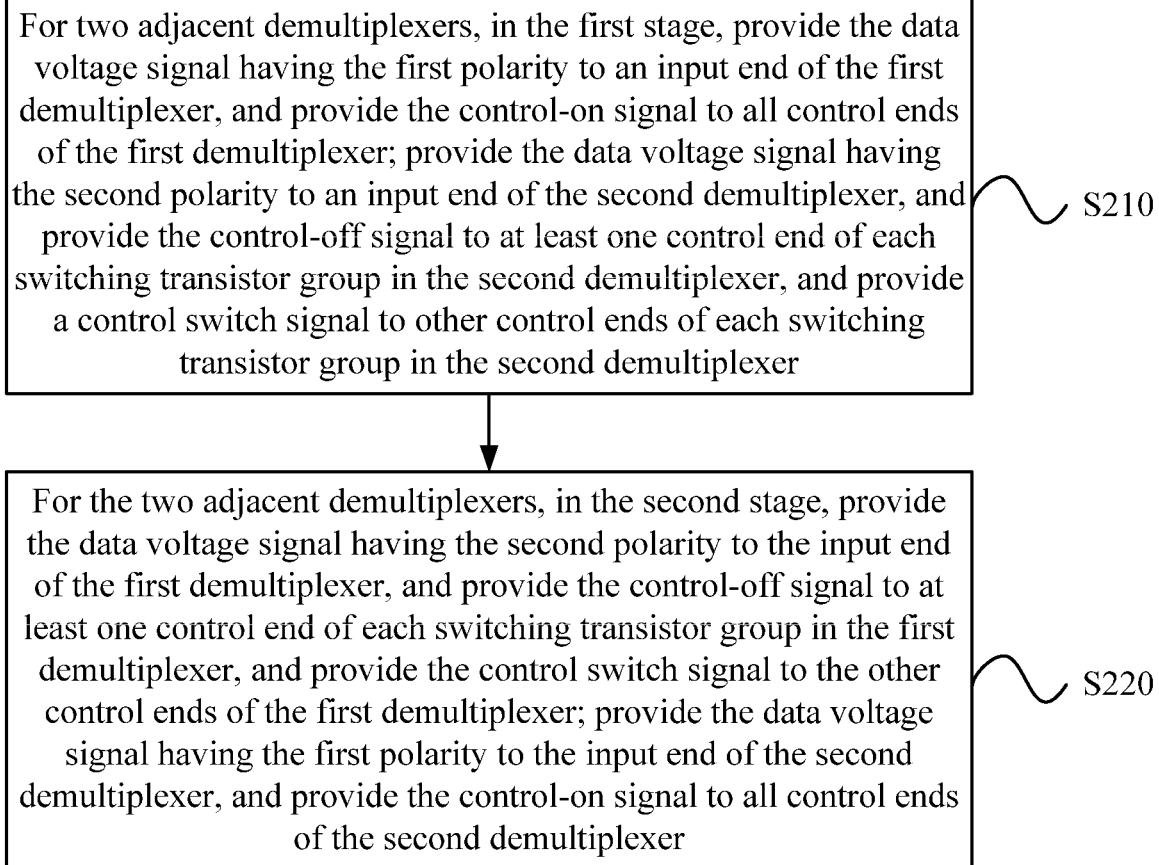 For two adjacent demultiplexers, in the first stage, provide the data
voltage signal having the first polarity to an input end of the first
demultiplexer, and provide the control-on signal to all control ends
of the first demultiplexer; provide the data voltage signal having
the second polarity to an input end of the second demultiplexer, and
provide the control-off signal to at least one control end of each
switching transistor group in the second demultiplexer, and provide
a control switch signal to other control ends of each switching
transistor group in the second demultiplexer
S210
For the two adjacent demultiplexers, in the second stage, provide
the data voltage signal having the second polarity to the input end
of the first demultiplexer, and provide the control-off signal to at
least one control end of each switching transistor group in the first
demultiplexer, and provide the control switch signal to the other
control ends of the first demultiplexer; provide the data voltage
signal having the first polarity to the input end of the second
demultiplexer, and provide the control-on signal to all control ends
of the second demultiplexer
S220